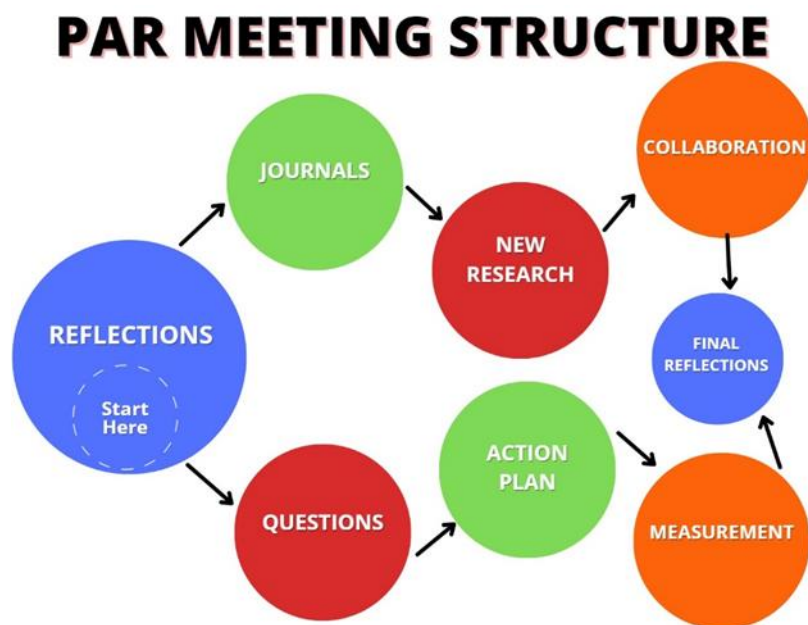 PAR MEETING STRUCTURE
COLLABORATION
JOURNALS
NEW
RESEARCH
REFLECTIONS
Start
Here
FINAL
REFLECTIONS
ACTION
PLAN
QUESTIONS
MEASUREMENT